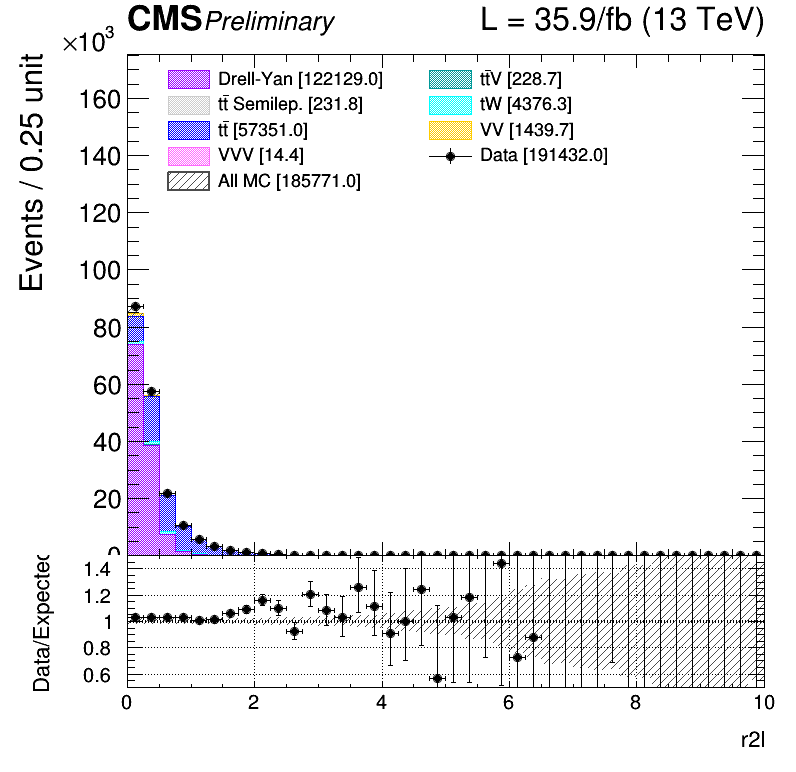 CMS Preliminary L = 35.9/fb (13 TeV)
×10³
Events / 0.25 unit
160
140
120
100
80
60
40
20
0
Drell-Yan [122129.0]
tt̄ Semilep. [231.8]
tt̄ [57351.0]
VVV [14.4]
All MC [185771.0]
tt̄V [228.7]
tW [4376.3]
VV [1439.7]
Data [191432.0]
Data/Expected
1.4
1.2
1
0.8
0.6
0 2 4 6 8 10
r2l